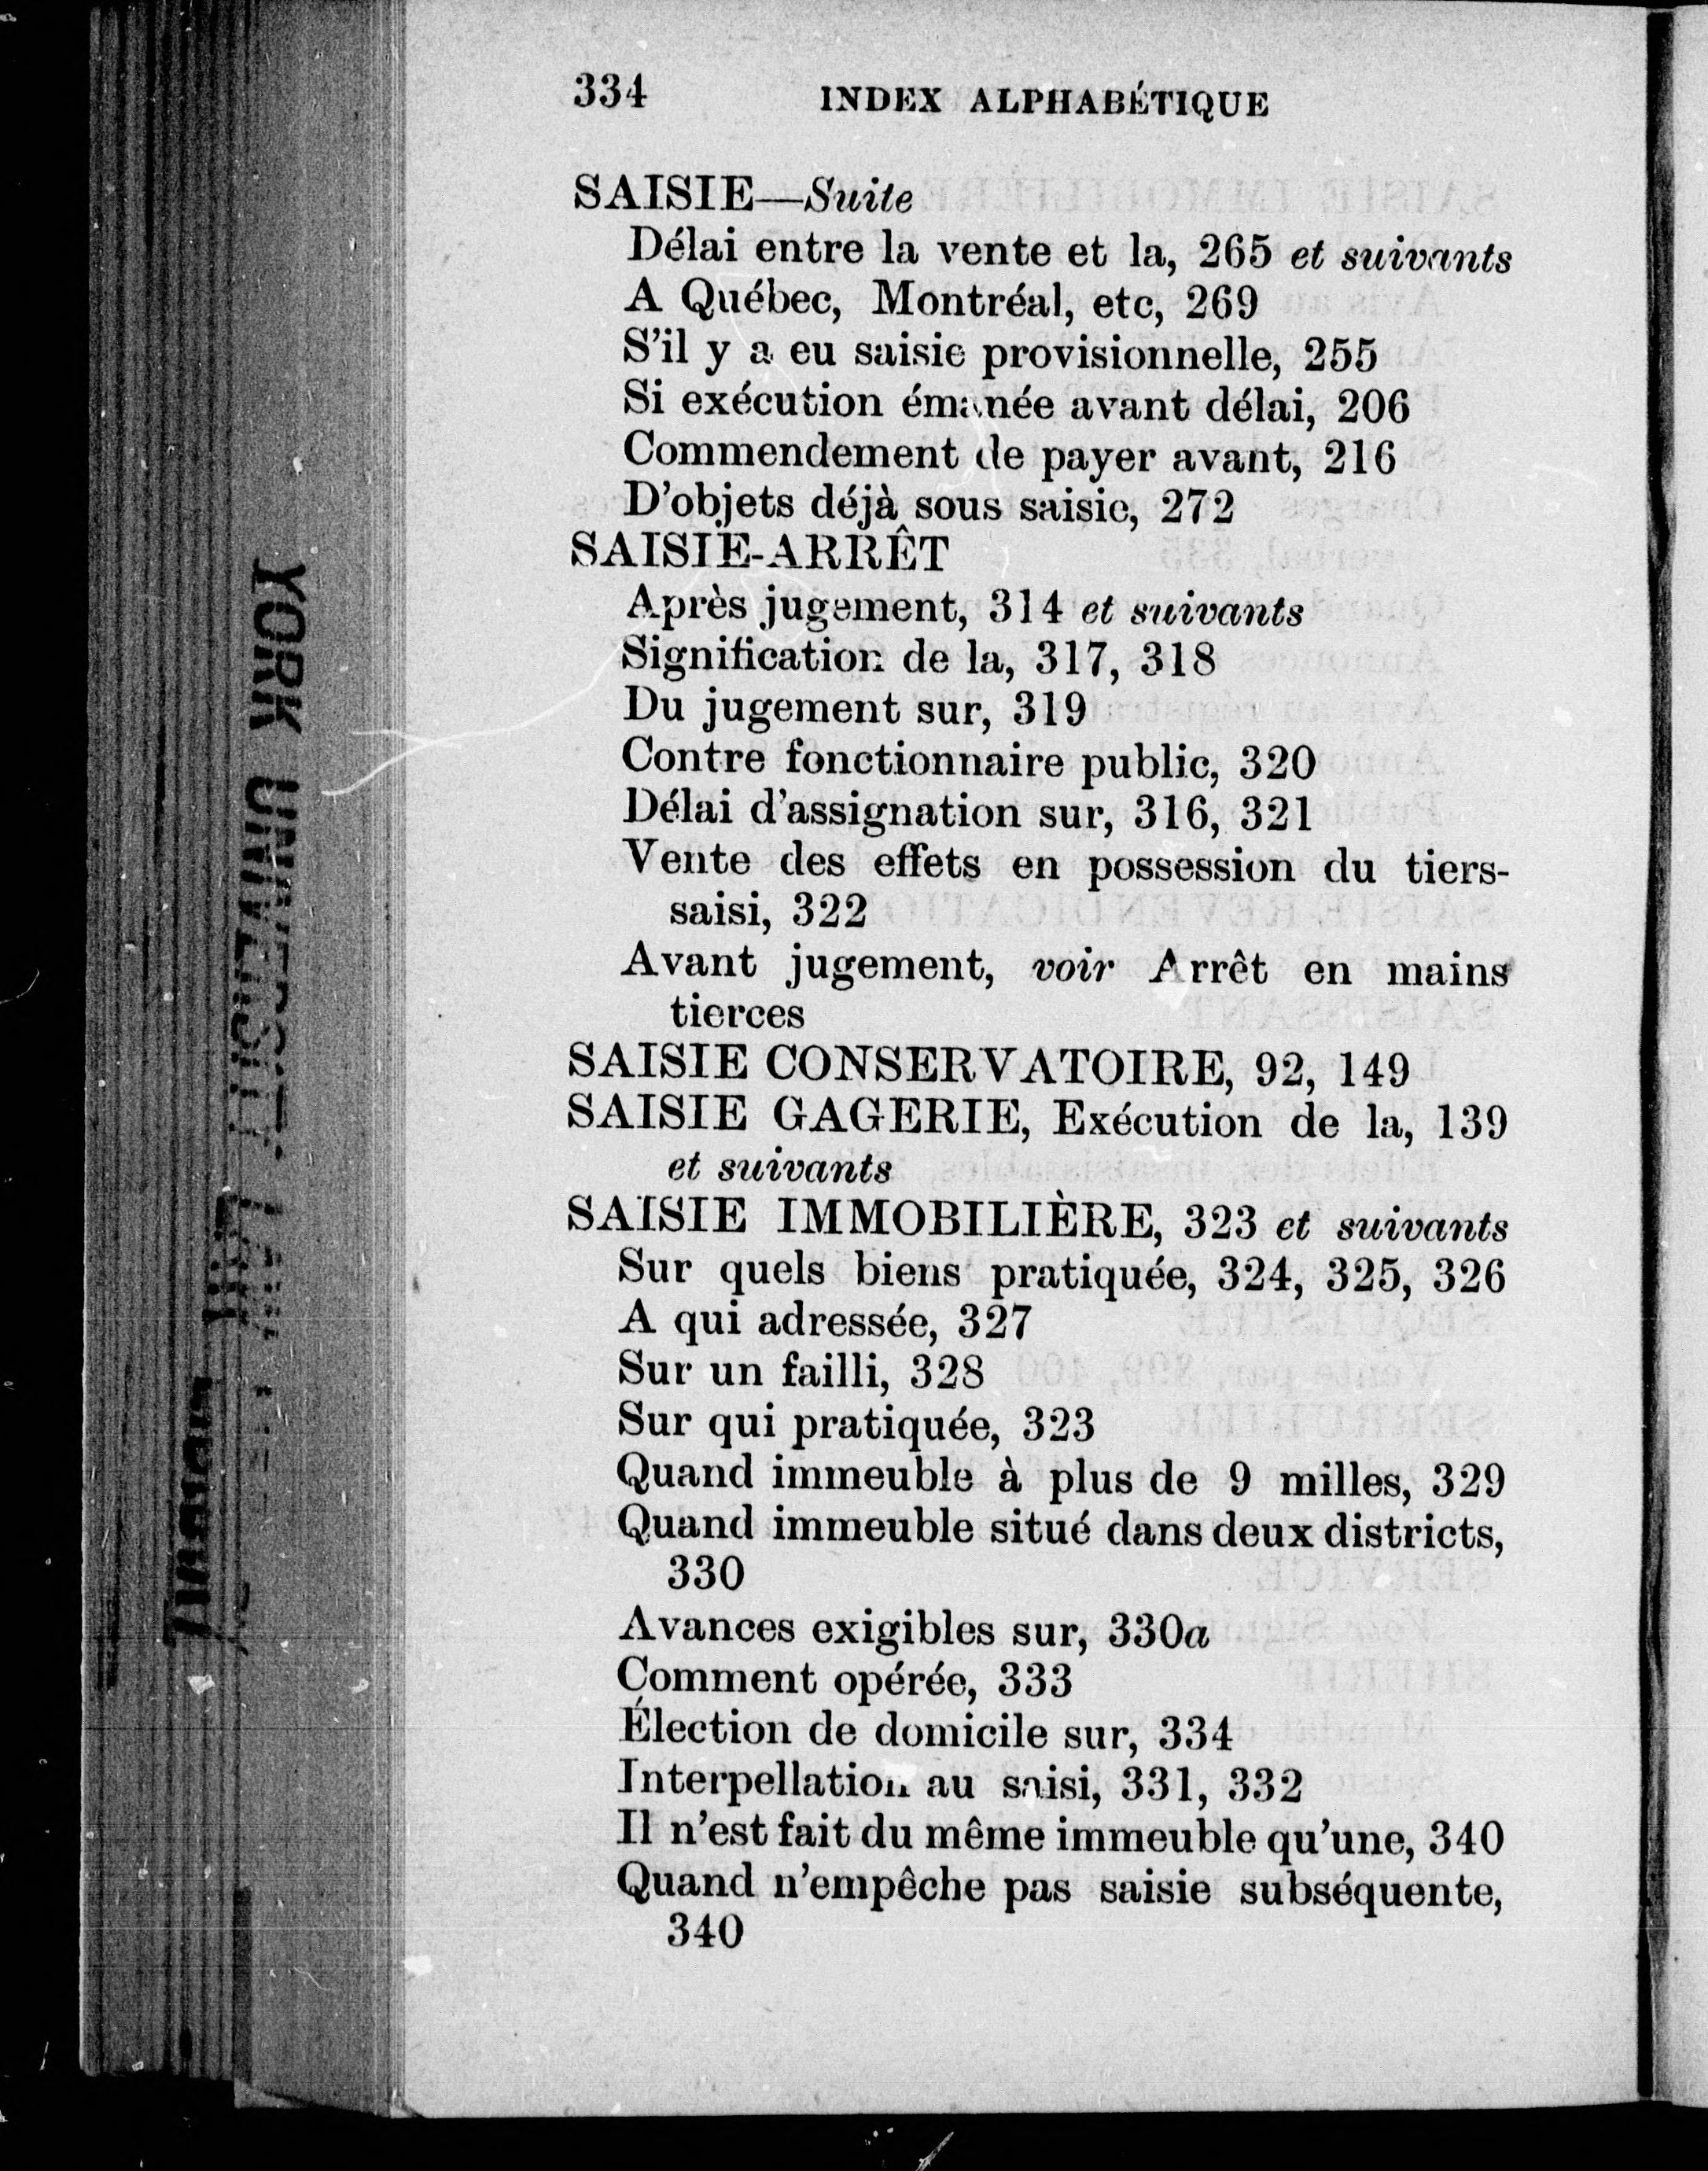 334 INDEX ALPHABÉTIQUE
SAISIE—Suite
Délai entre la vente et la, 265 et suivants
A Québec, Montréal, etc, 269
S'il y a eu saisie provisionnelle, 255
Si exécution émanée avant délai, 206
Commendement de payer avant, 216
D'objets déjà sous saisie, 272
SAISIE-ARRÊT
Après jugement, 314 et suivants
Signification de la, 317, 318
Du jugement sur, 319
Contre fonctionnaire public, 320
Délai d'assignation sur, 316, 321
Vente des effets en possession du tiers-
saisi, 322
Avant jugement, voir Arrêt en mains
tierces
SAISIE CONSERVATOIRE, 92, 149
SAISIE GAGERIE, Exécution de la, 139
et suivants
SAISIE IMMOBILIÈRE, 323 et suivants
Sur quels biens pratiquée, 324, 325, 326
A qui adressée, 327
Sur un failli, 328
Sur qui pratiquée, 323
Quand immeuble à plus de 9 milles, 329
Quand immeuble situé dans deux districts,
330
Avances exigibles sur, 330a
Comment opérée, 333
Élection de domicile sur, 334
Interpellation au saisi, 331, 332
Il n'est fait du même immeuble qu'une, 340
Quand n'empêche pas saisie subséquente,
340
YORK UNIVERSITY